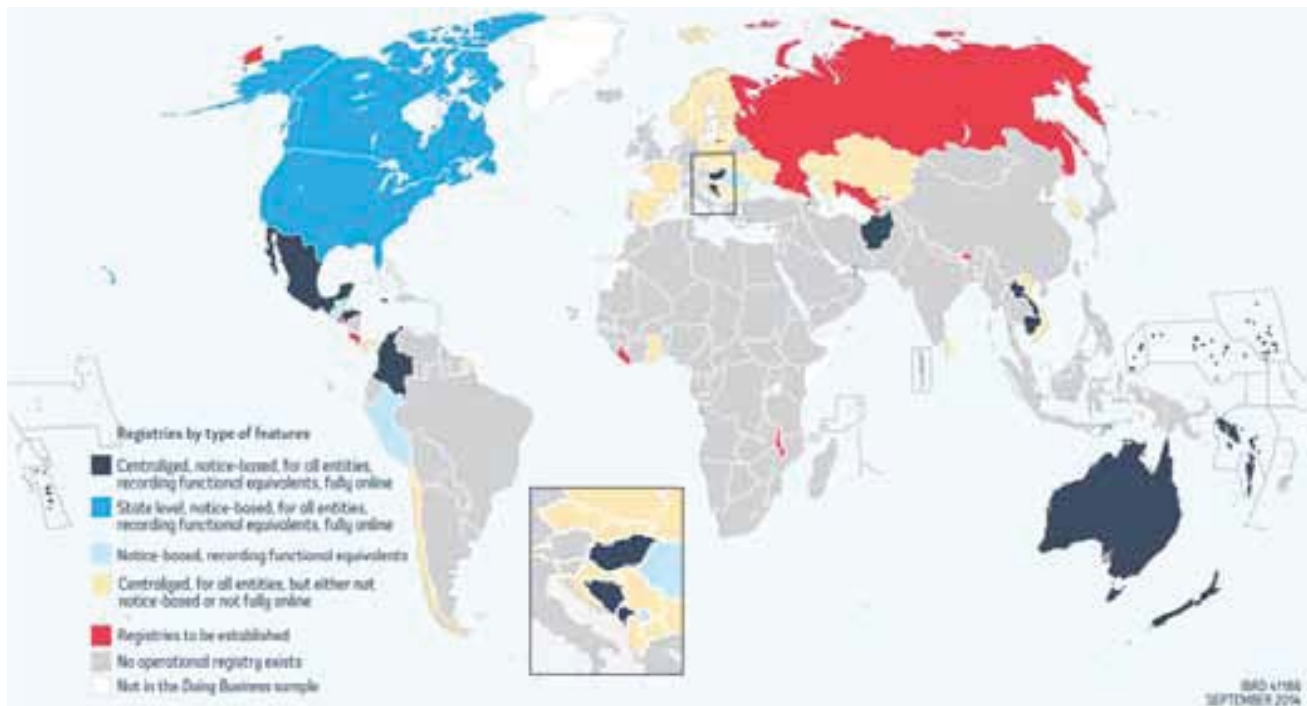 Registries by type of features
Centralized, notice-based, for all entities,
recording functional equivalents, fully online
State level, notice-based, for all entities,
recording functional equivalents, fully online
Notice-based, recording functional equivalents
Centralized, for all entities, but either not
notice-based or not fully online
Registries to be established
No operational registry exists
Not in the Doing Business sample
IBRD 41186
SEPTEMBER 2014